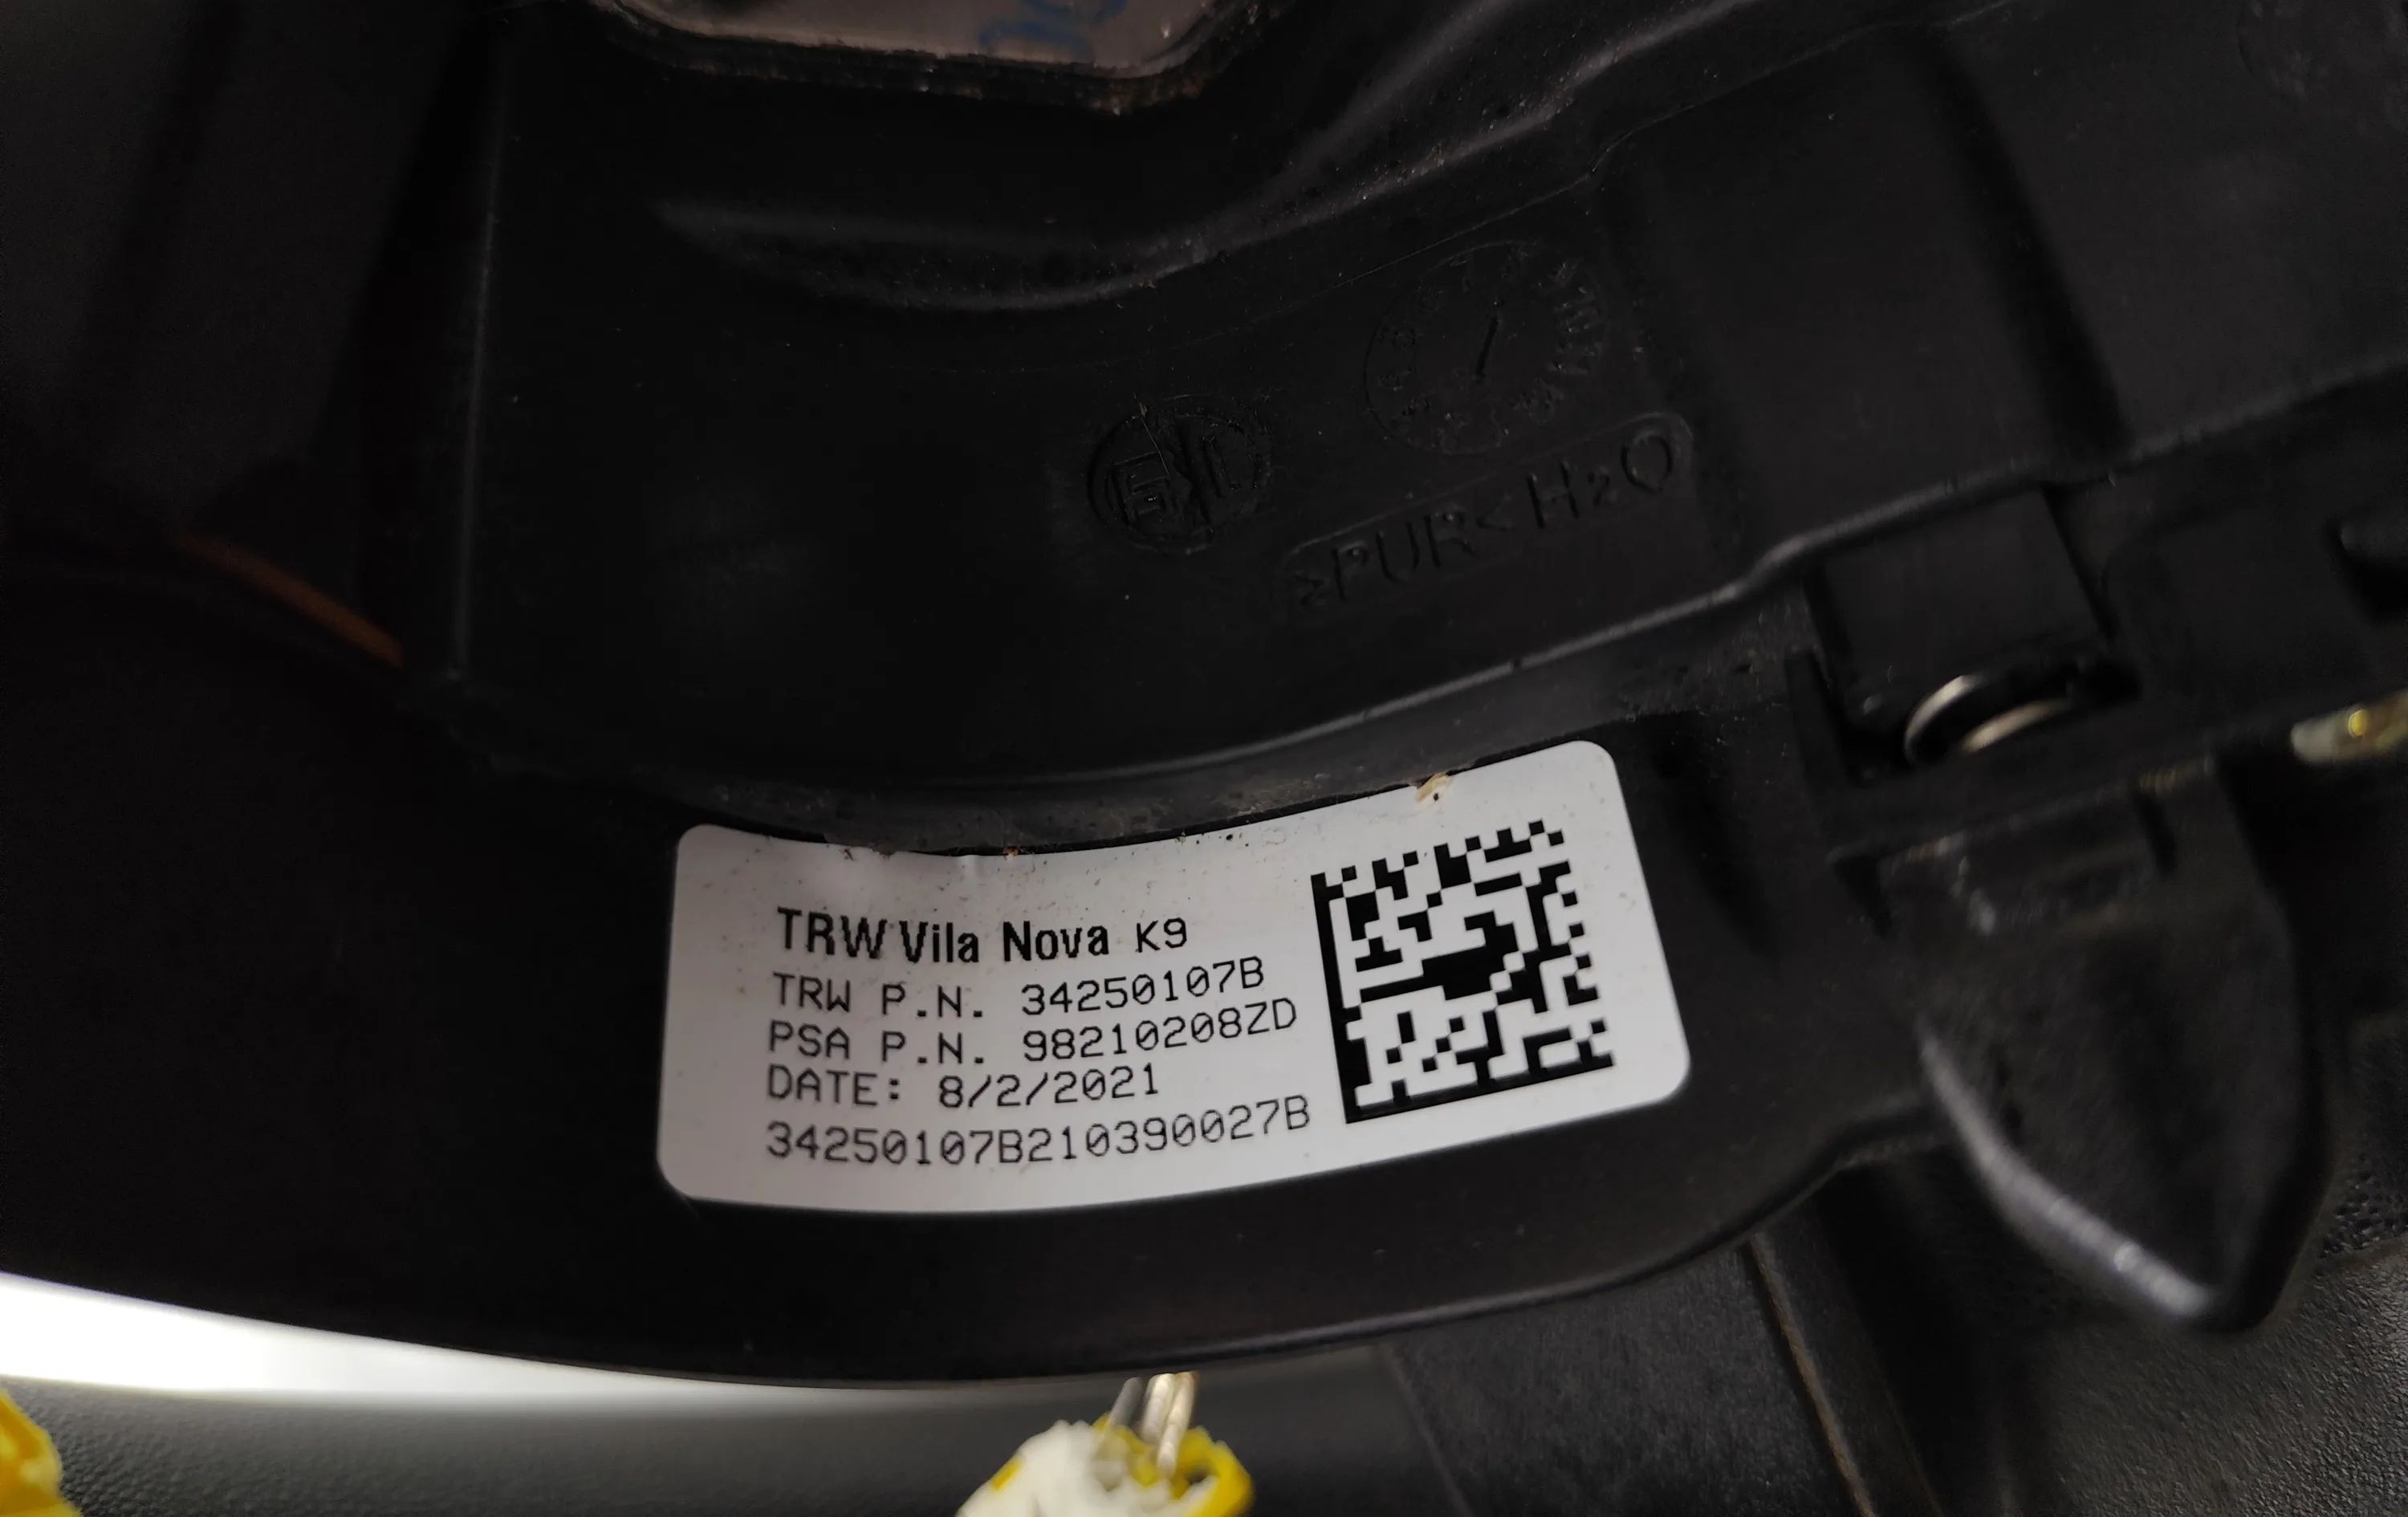 >PUR< H2O
TRW Vila Nova K9
TRW P.N. 34250107B
PSA P.N. 98210208ZD
DATE: 8/2/2021
34250107B210390027B